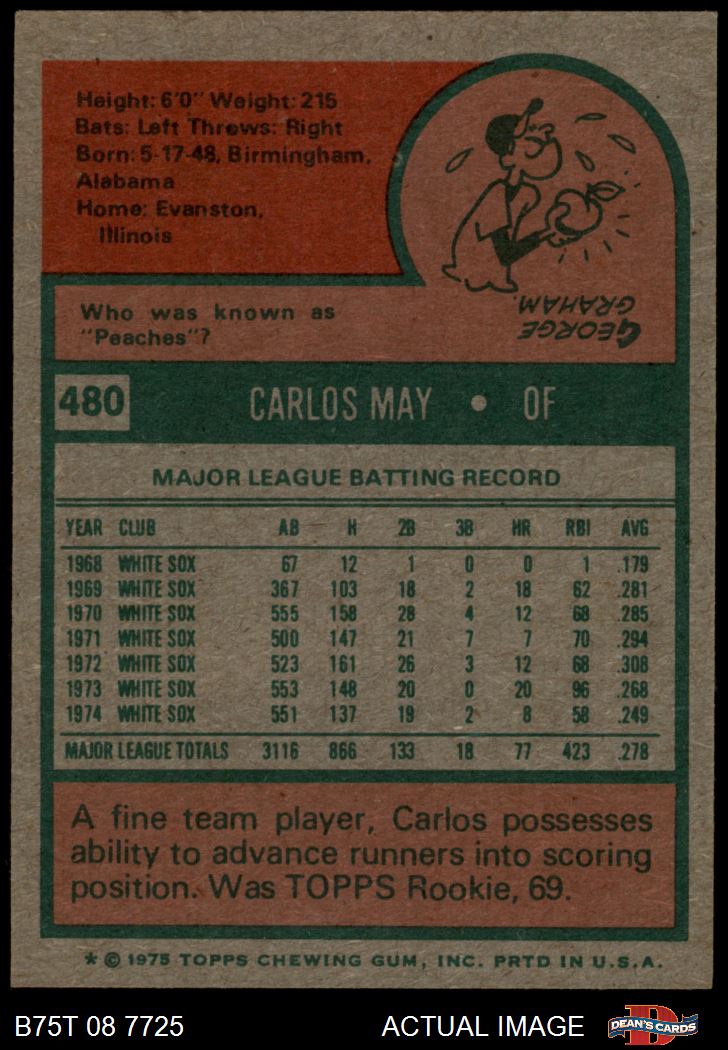 Height: 6'0" Weight: 215
Bats: Left Throws: Right
Born: 5-17-48, Birmingham,
Alabama
Home: Evanston,
Illinois
Who was known as
"Peaches"?
GEORGE
GRAHAM.
480 CARLOS MAY • OF
MAJOR LEAGUE BATTING RECORD
YEAR CLUB AB H 2B 3B HR RBI AVG
1968 WHITE SOX 67 12 1 0 0 1 .179
1969 WHITE SOX 367 103 18 2 18 62 .281
1970 WHITE SOX 555 158 28 4 12 68 .285
1971 WHITE SOX 500 147 21 7 7 70 .294
1972 WHITE SOX 523 161 26 3 12 68 .308
1973 WHITE SOX 553 148 20 0 20 96 .268
1974 WHITE SOX 551 137 19 2 8 58 .249
MAJOR LEAGUE TOTALS 3116 866 133 18 77 423 .278
A fine team player, Carlos possesses
ability to advance runners into scoring
position. Was TOPPS Rookie, 69.
* © 1975 TOPPS CHEWING GUM, INC. PRTD IN U.S.A.
B75T 08 7725 ACTUAL IMAGE D DEAN'S CARDS